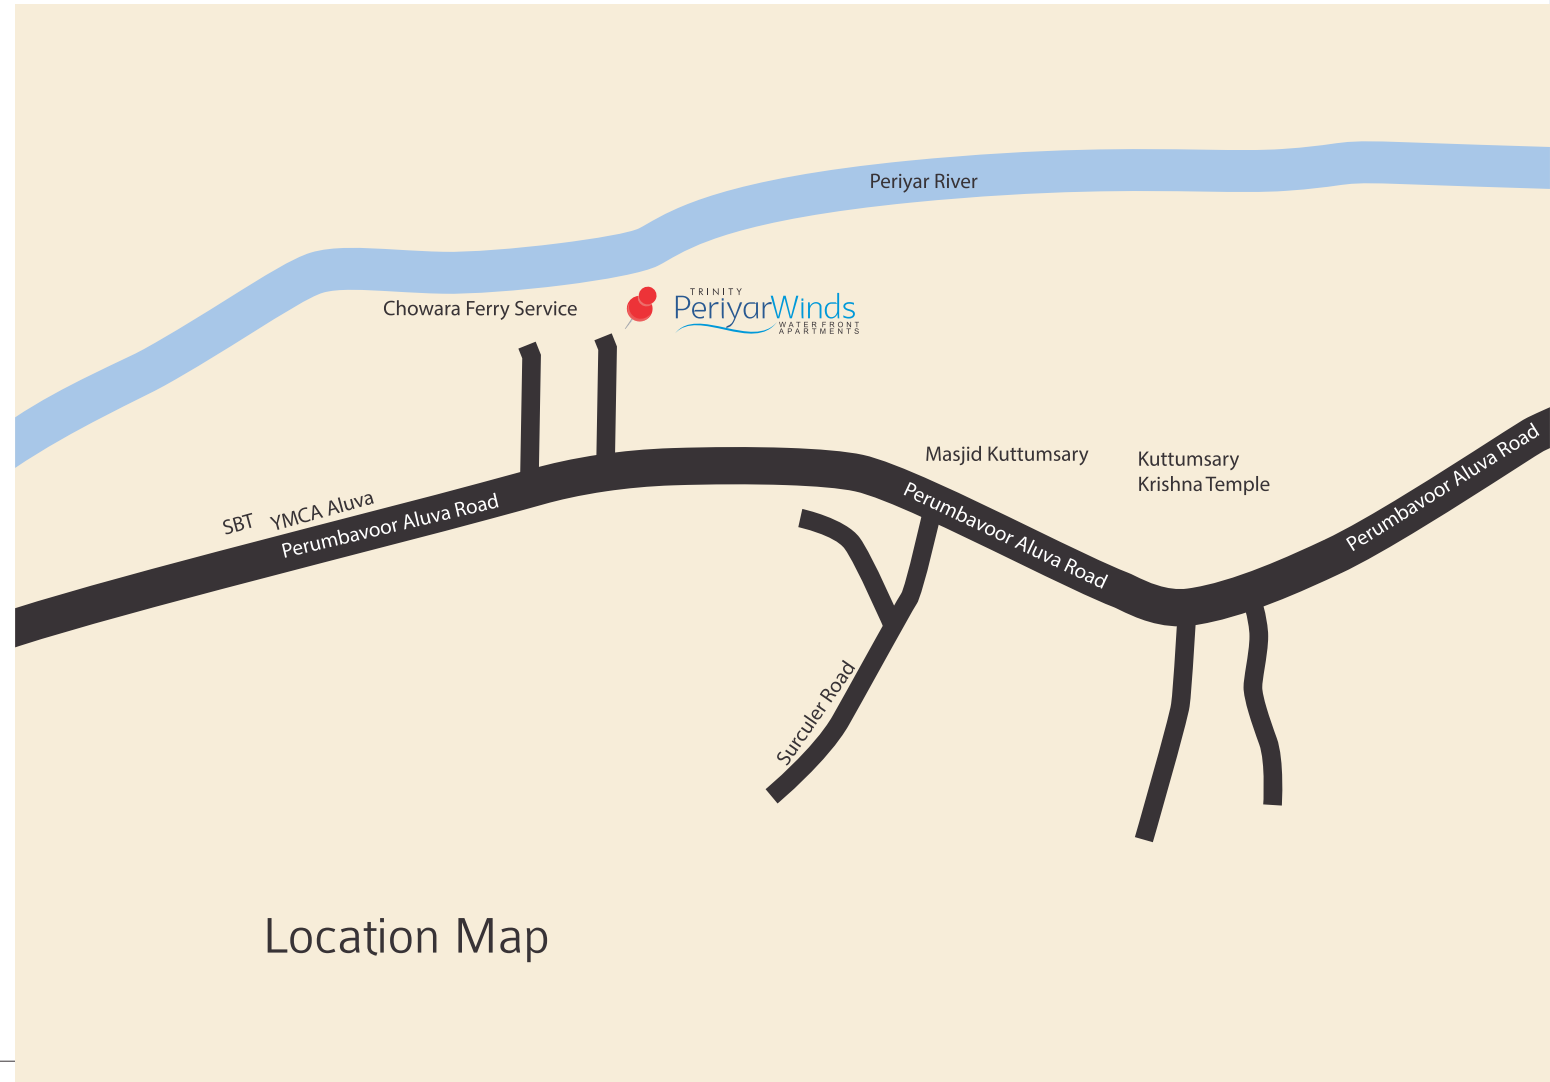 Periyar River
TRINITY
PeriyarWinds
WATER FRONT
APARTMENTS
Chowara Ferry Service
Masjid Kuttumsary
Kuttumsary
Krishna Temple
SBT
YMCA Aluva
Perumbavoor Aluva Road
Perumbavoor Aluva Road
Perumbavoor Aluva Road
Surculer Road
Location Map